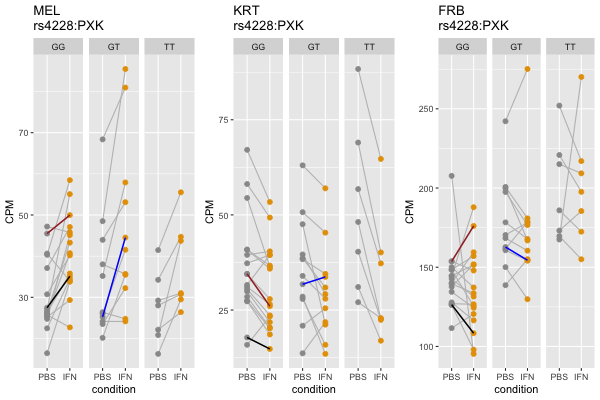 MEL
rs4228:PXK
GG GT TT
70
50
30
CPM
PBS IFN PBS IFN PBS IFN
condition
KRT
rs4228:PXK
GG GT TT
75
50
25
CPM
PBS IFN PBS IFN PBS IFN
condition
FRB
rs4228:PXK
GG GT TT
250
200
150
100
CPM
PBS IFN PBS IFN PBS IFN
condition